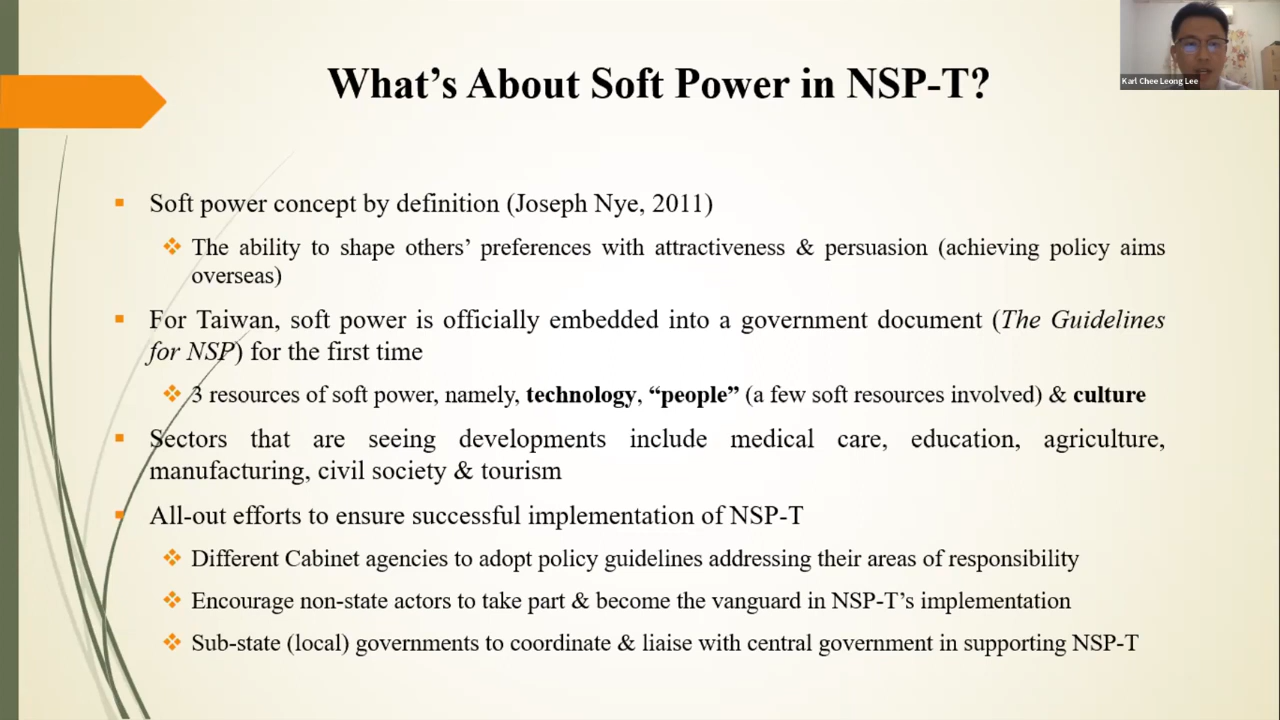 What's About Soft Power in NSP-T?
Karl Chee Leong Lee
Soft power concept by definition (Joseph Nye, 2011)
The ability to shape others' preferences with attractiveness & persuasion (achieving policy aims
overseas)
For Taiwan, soft power is officially embedded into a government document (The Guidelines
for NSP) for the first time
3 resources of soft power, namely, technology, “people” (a few soft resources involved) & culture
Sectors that are seeing developments include medical care, education, agriculture,
manufacturing, civil society & tourism
All-out efforts to ensure successful implementation of NSP-T
Different Cabinet agencies to adopt policy guidelines addressing their areas of responsibility
Encourage non-state actors to take part & become the vanguard in NSP-T's implementation
Sub-state (local) governments to coordinate & liaise with central government in supporting NSP-T